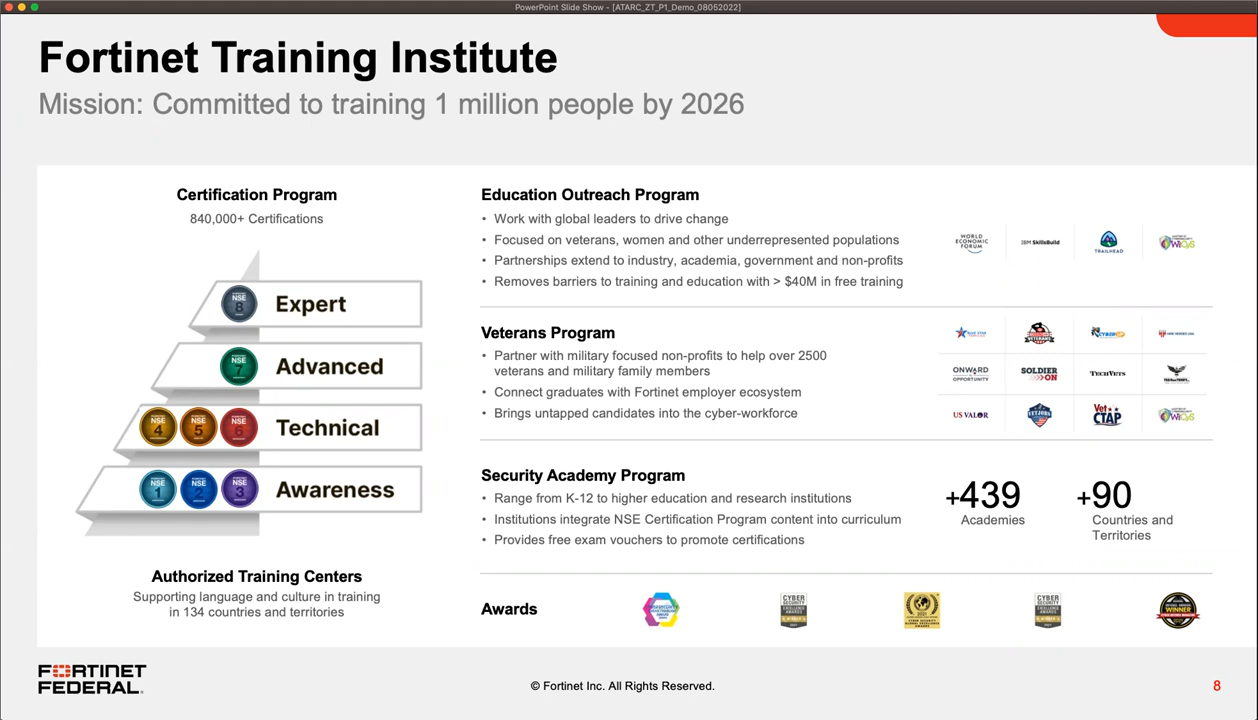 PowerPoint Slide Show - [ATARC_ZT_P1_Demo_08052022]
Fortinet Training Institute
Mission: Committed to training 1 million people by 2026
Certification Program
840,000+ Certifications
NSE
8
Expert
NSE
7
Advanced
NSE
4
NSE
5
NSE
6
Technical
NSE
1
NSE
2
NSE
3
Awareness
Authorized Training Centers
Supporting language and culture in training
in 134 countries and territories
Education Outreach Program
• Work with global leaders to drive change
• Focused on veterans, women and other underrepresented populations
• Partnerships extend to industry, academia, government and non-profits
• Removes barriers to training and education with > $40M in free training
WORLD
ECONOMIC
FORUM
IBM SkillsBuild
TRAILHEAD
WiCyS
Veterans Program
• Partner with military focused non-profits to help over 2500
veterans and military family members
• Connect graduates with Fortinet employer ecosystem
• Brings untapped candidates into the cyber-workforce
VETERANS
HIRE HEROES USA
ONWARD
OPPORTUNITY
SOLDIER
ON
TECHVETS
US VALOR
VETJOBS
Vet
CTAP
WiCyS
Security Academy Program
• Range from K-12 to higher education and research institutions
• Institutions integrate NSE Certification Program content into curriculum
• Provides free exam vouchers to promote certifications
+439
Academies
+90
Countries and
Territories
Awards
CYBER
SECURITY
EXCELLENCE
AWARDS
CYBER SECURITY
GLOBAL EXCELLENCE
AWARDS
CYBER
SECURITY
EXCELLENCE
AWARDS
WINNER
FORTINET
FEDERAL
© Fortinet Inc. All Rights Reserved.
8